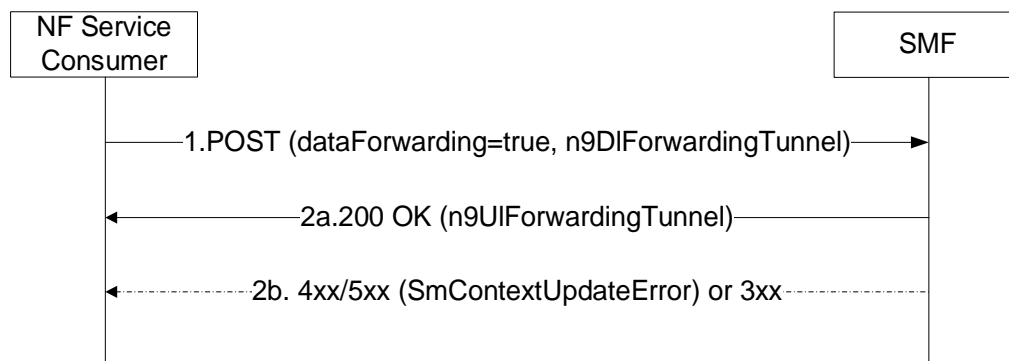 NF Service
Consumer
SMF
1.POST (dataForwarding=true, n9DlForwardingTunnel)
2a.200 OK (n9UlForwardingTunnel)
2b. 4xx/5xx (SmContextUpdateError) or 3xx